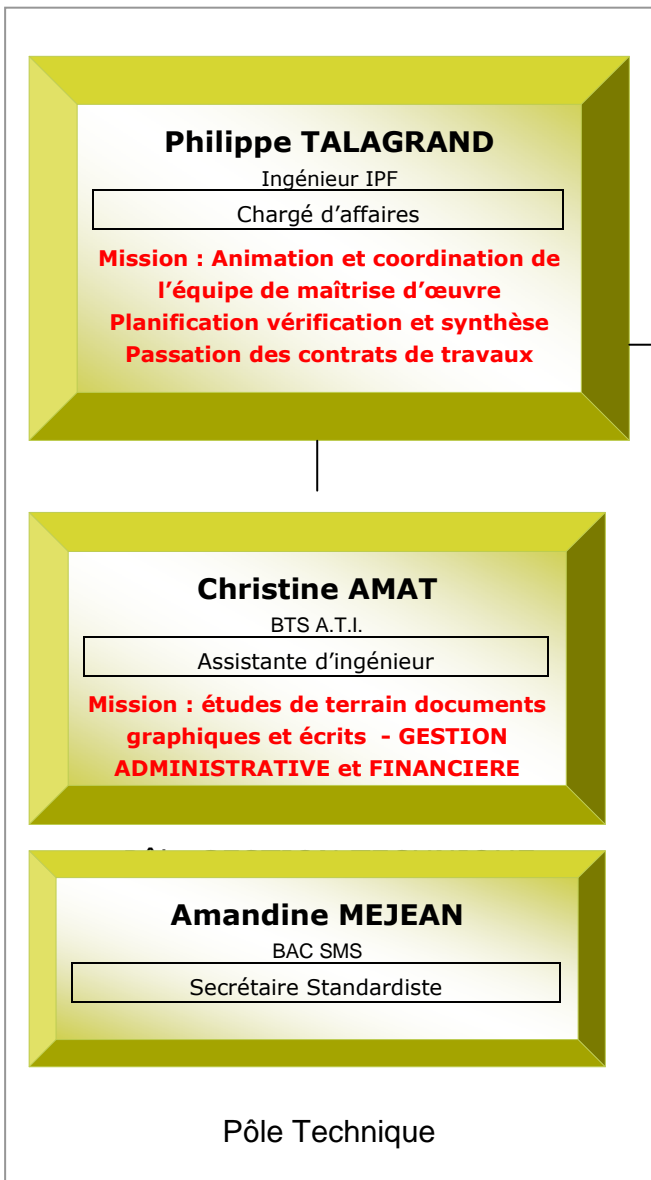 Philippe TALAGRAND
Ingénieur IPF
Chargé d’affaires
Mission : Animation et coordination de
l’équipe de maîtrise d’œuvre
Planification vérification et synthèse
Passation des contrats de travaux
Christine AMAT
BTS A.T.I.
Assistante d’ingénieur
Mission : études de terrain documents
graphiques et écrits - GESTION
ADMINISTRATIVE et FINANCIERE
Amandine MEJEAN
BAC SMS
Secrétaire Standardiste
Pôle Technique